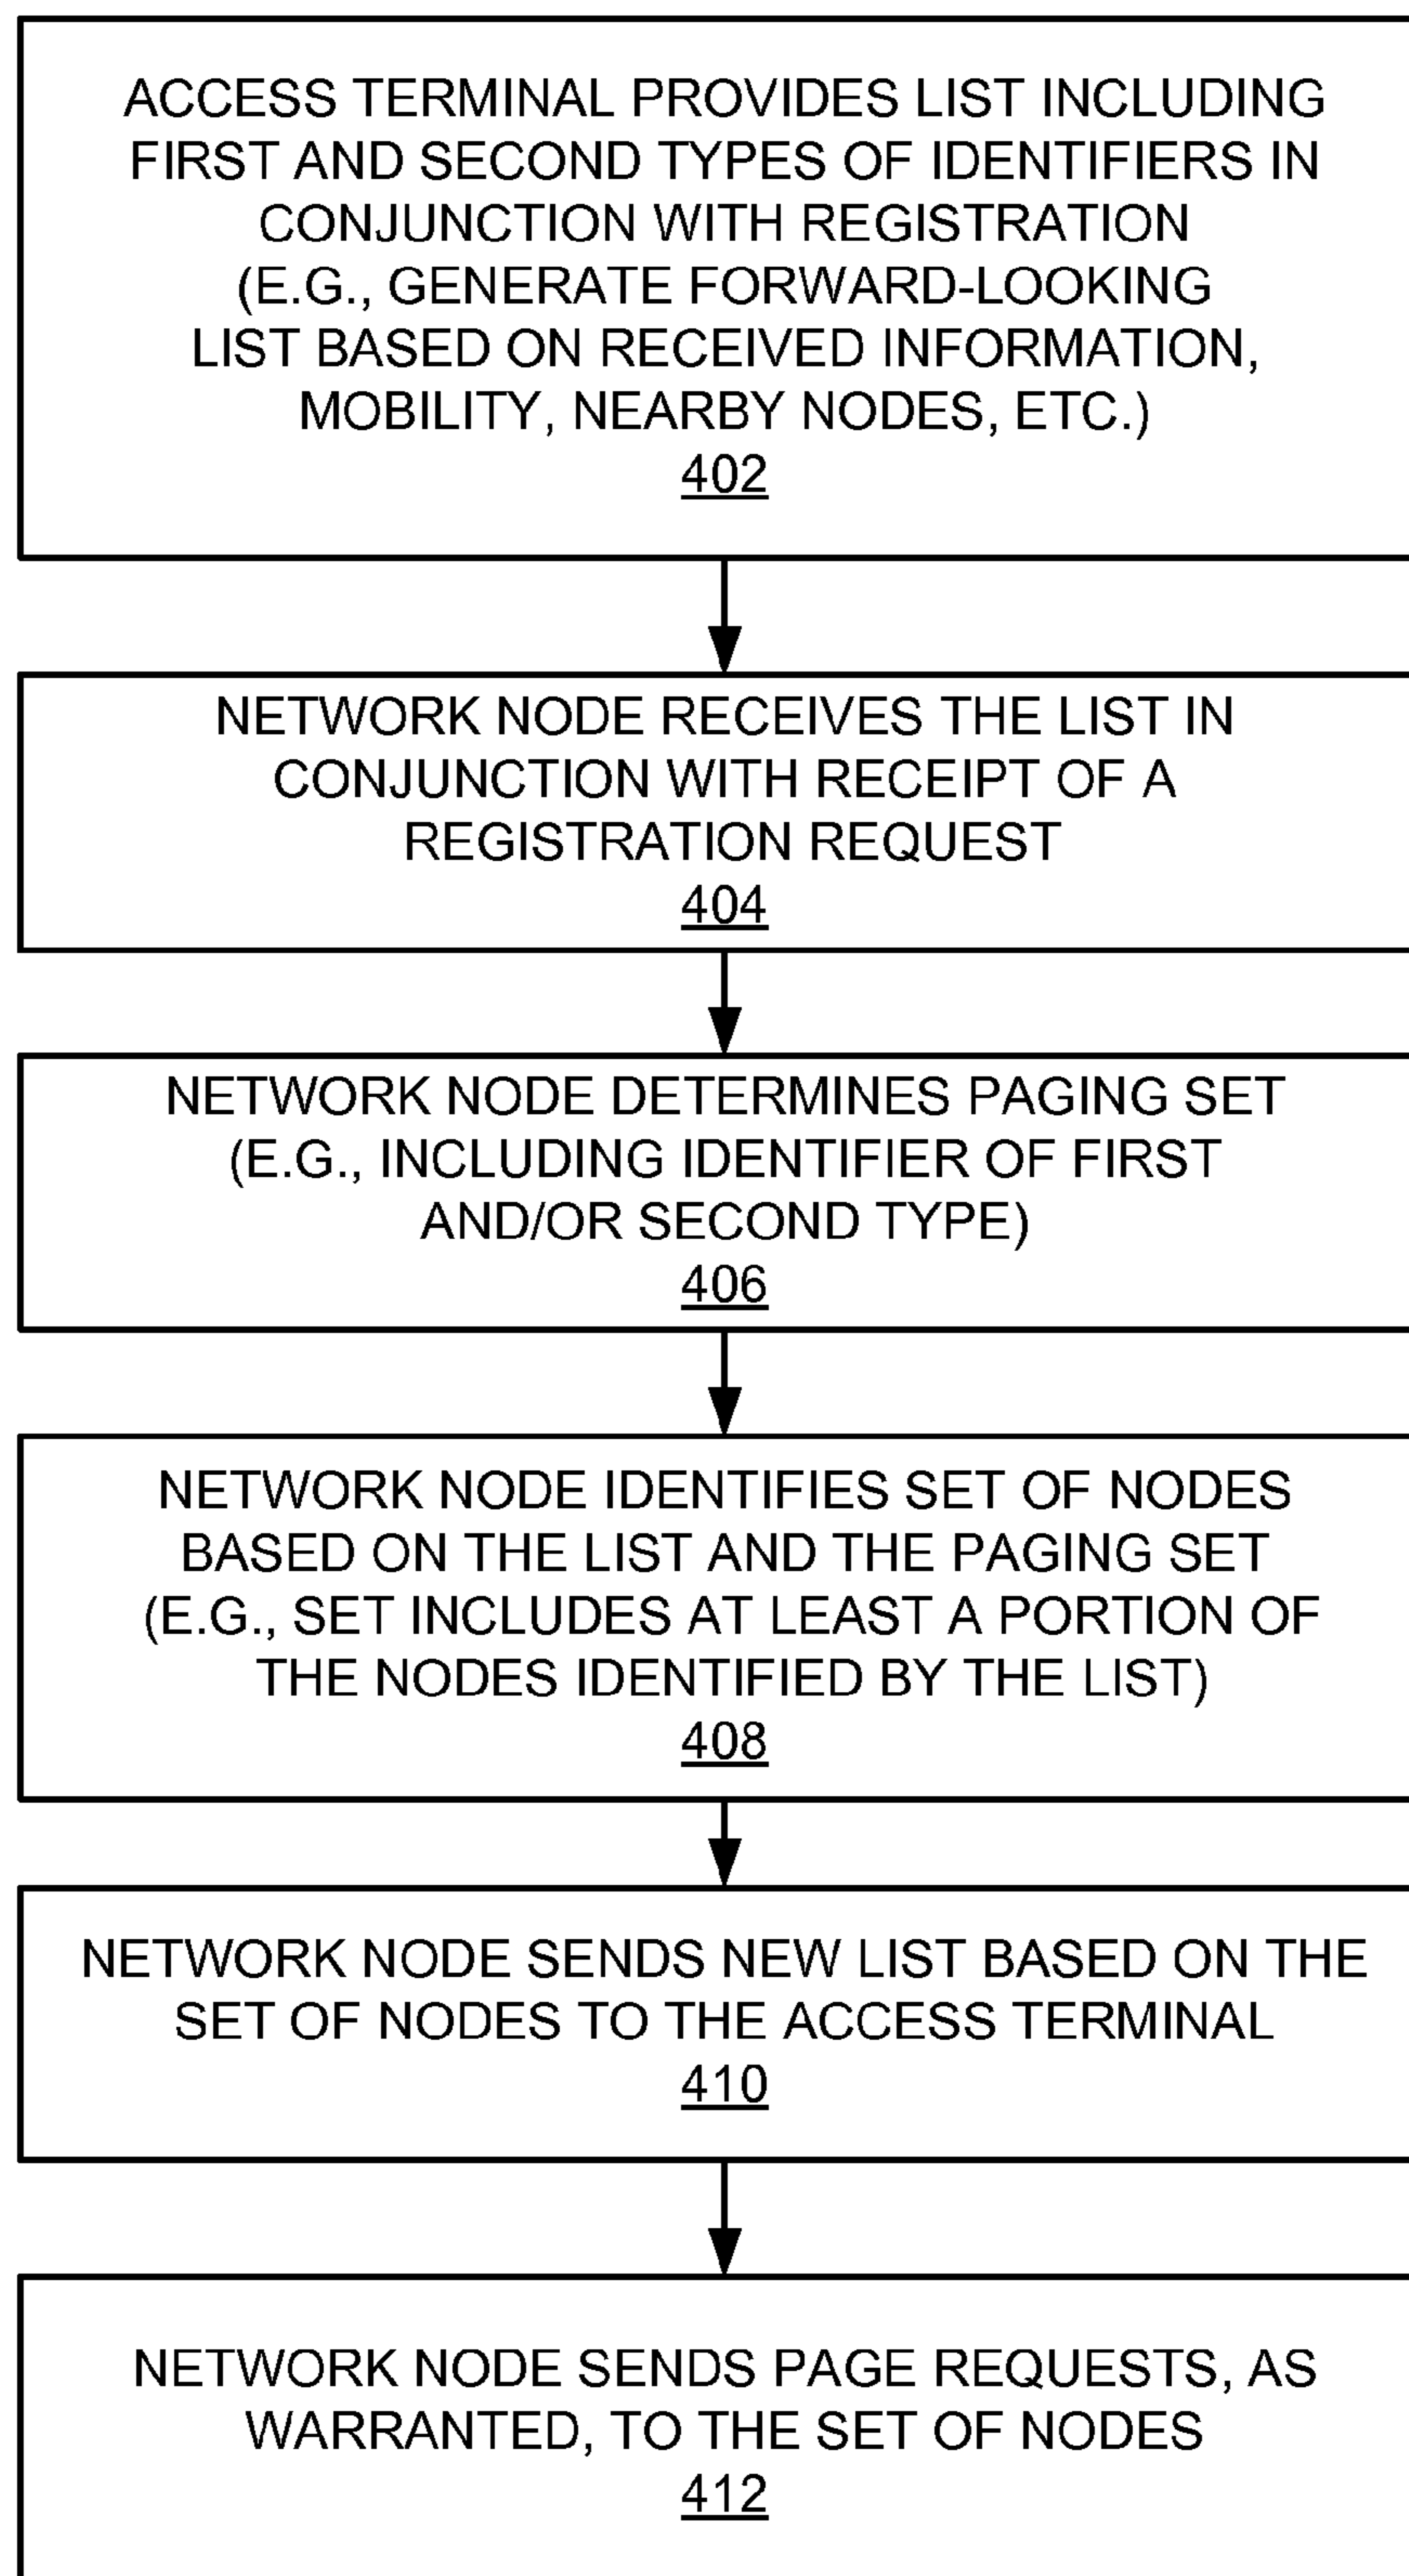 ACCESS TERMINAL PROVIDES LIST INCLUDING
FIRST AND SECOND TYPES OF IDENTIFIERS IN
CONJUNCTION WITH REGISTRATION
(E.G., GENERATE FORWARD-LOOKING
LIST BASED ON RECEIVED INFORMATION,
MOBILITY, NEARBY NODES, ETC.)
402
NETWORK NODE RECEIVES THE LIST IN
CONJUNCTION WITH RECEIPT OF A
REGISTRATION REQUEST
404
NETWORK NODE DETERMINES PAGING SET
(E.G., INCLUDING IDENTIFIER OF FIRST
AND/OR SECOND TYPE)
406
NETWORK NODE IDENTIFIES SET OF NODES
BASED ON THE LIST AND THE PAGING SET
(E.G., SET INCLUDES AT LEAST A PORTION OF
THE NODES IDENTIFIED BY THE LIST)
408
NETWORK NODE SENDS NEW LIST BASED ON THE
SET OF NODES TO THE ACCESS TERMINAL
410
NETWORK NODE SENDS PAGE REQUESTS, AS
WARRANTED, TO THE SET OF NODES
412